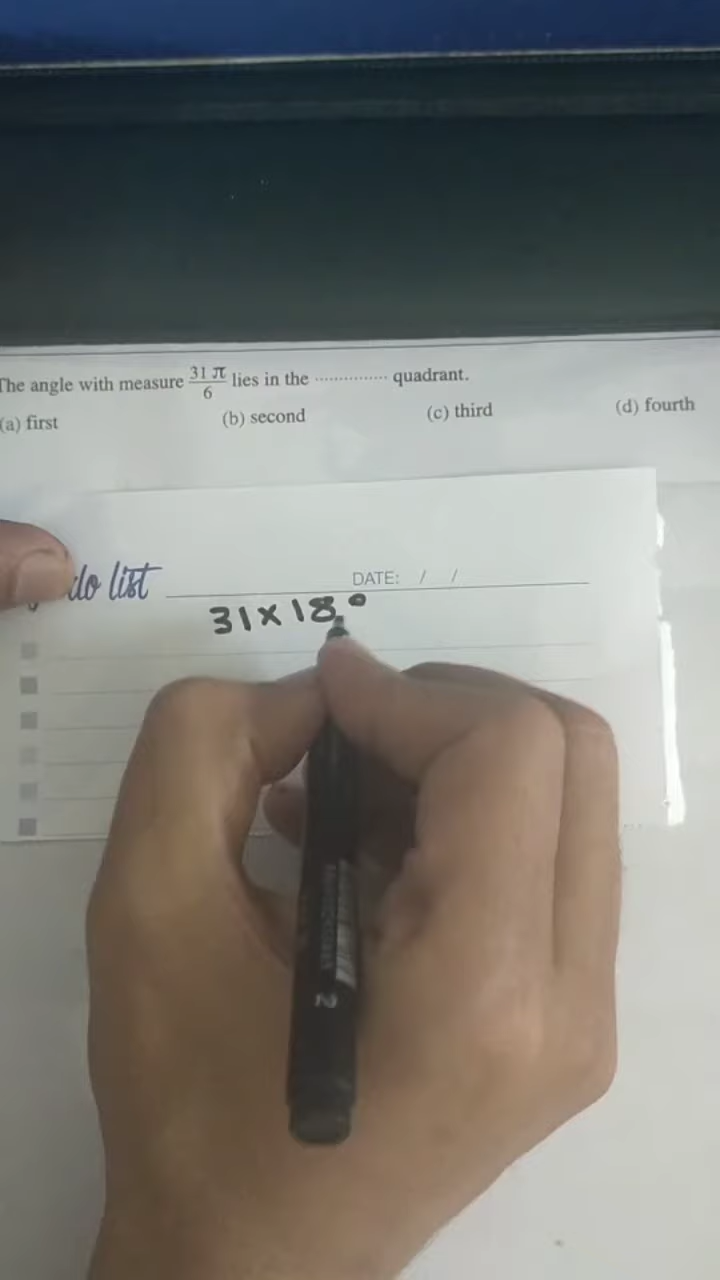 The angle with measure 31 π / 6 lies in the ............... quadrant.
(a) first (b) second (c) third (d) fourth
do list DATE: / /
31×18°